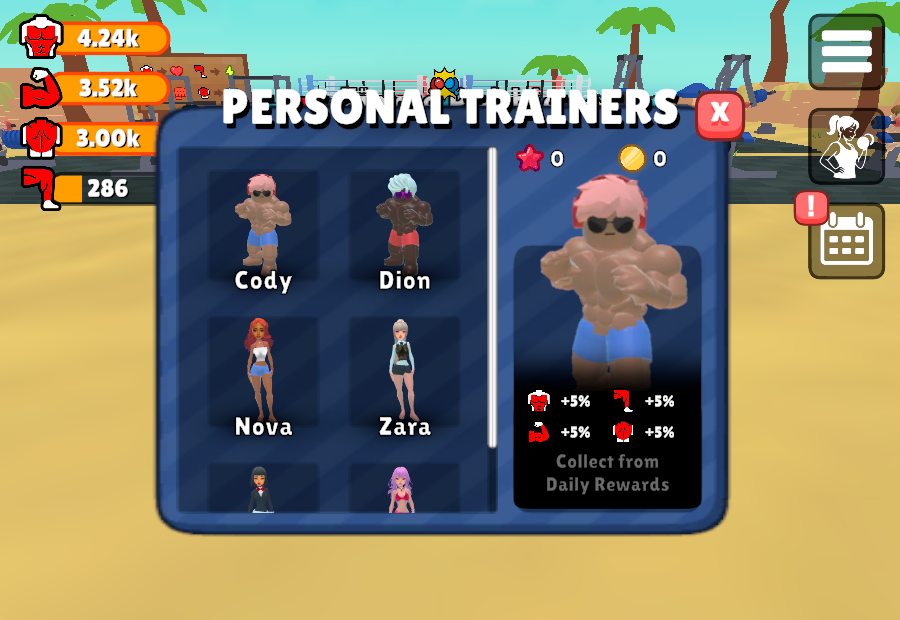 4.24k
3.52k
3.00k
286
PERSONAL TRAINERS
X
0 0
!
Cody Dion
Nova Zara
+5% +5%
+5% +5%
Collect from
Daily Rewards